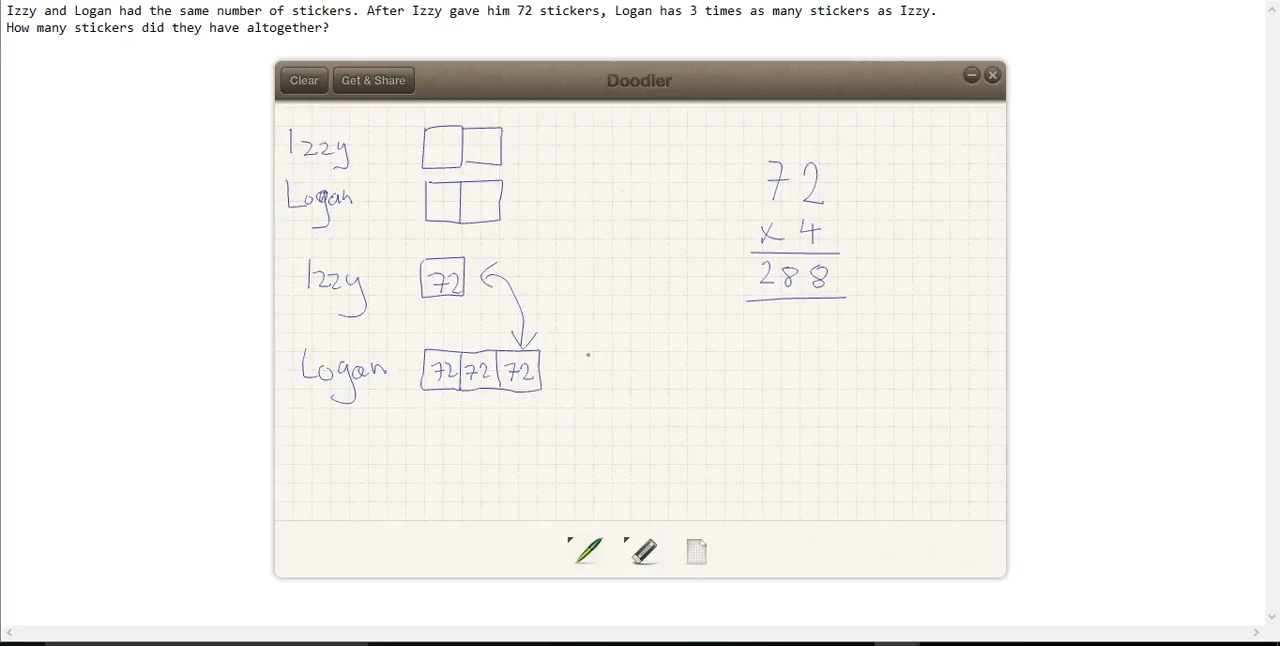 Izzy and Logan had the same number of stickers. After Izzy gave him 72 stickers, Logan has 3 times as many stickers as Izzy.
How many stickers did they have altogether?
Clear Get & Share Doodler
Izzy
Logan
Izzy 72
Logan 72 72 72
72
x 4
288